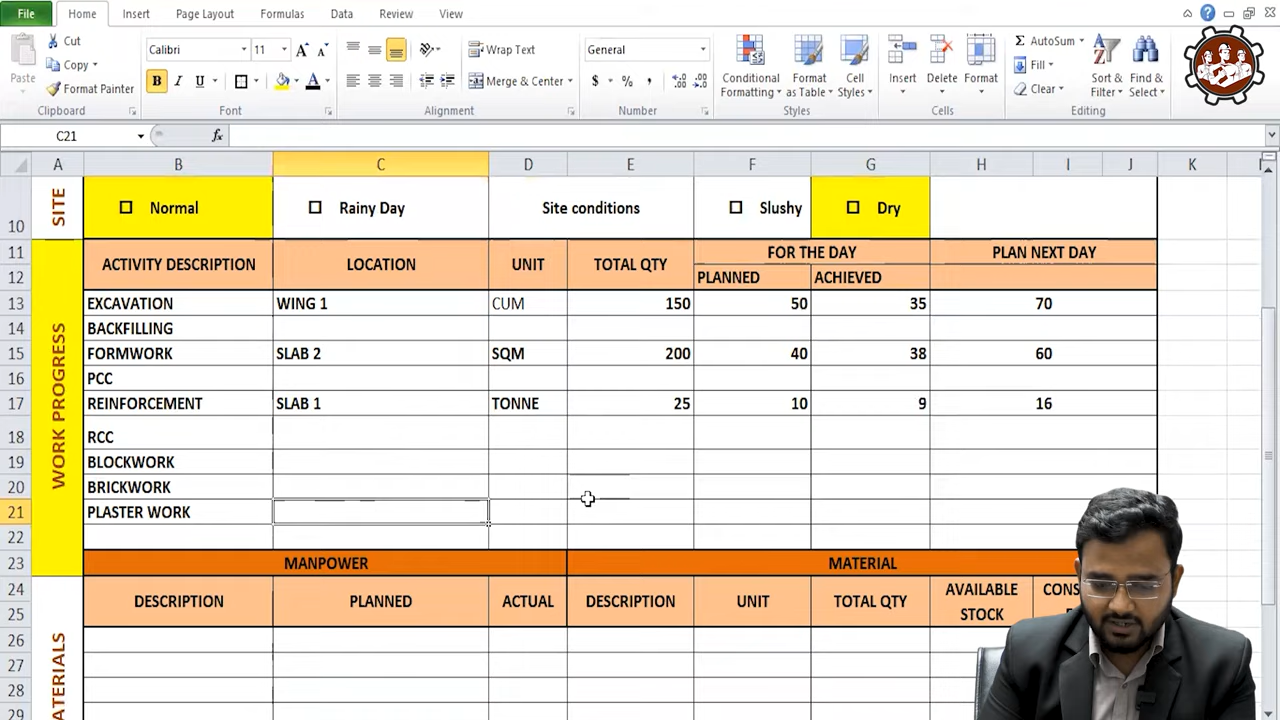 File Home Insert Page Layout Formulas Data Review View
Paste
Cut
Copy
Format Painter
Clipboard
Calibri 11
B I U
Font
Wrap Text
Merge & Center
Alignment
General
$ % ,
Number
Conditional Formatting
Format as Table
Cell Styles
Styles
Insert Delete Format
Cells
AutoSum
Fill
Clear
Sort & Filter
Find & Select
Editing
C21 fx
A B C D E F G H I J K
10 SITE Normal Rainy Day Site conditions Slushy Dry
WORK PROGRESS
11 ACTIVITY DESCRIPTION LOCATION UNIT TOTAL QTY FOR THE DAY PLAN NEXT DAY
12 PLANNED ACHIEVED
13 EXCAVATION WING 1 CUM 150 50 35 70
14 BACKFILLING
15 FORMWORK SLAB 2 SQM 200 40 38 60
16 PCC
17 REINFORCEMENT SLAB 1 TONNE 25 10 9 16
18 RCC
19 BLOCKWORK
20 BRICKWORK
21 PLASTER WORK
22
23 MANPOWER MATERIAL
24 DESCRIPTION PLANNED ACTUAL DESCRIPTION UNIT TOTAL QTY AVAILABLE STOCK
25
26
27
28
29